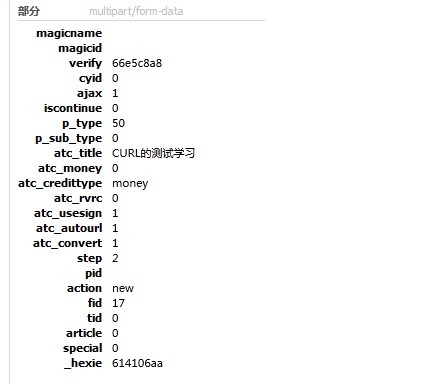 部分 multipart/form-data
magicname
magicid
verify 66e5c8a8
cyid 0
ajax 1
iscontinue 0
p_type 50
p_sub_type 0
atc_title CURL的测试学习
atc_money 0
atc_credittype money
atc_rvrc 0
atc_usesign 1
atc_autourl 1
atc_convert 1
step 2
pid
action new
fid 17
tid 0
article 0
special 0
_hexie 614106aa